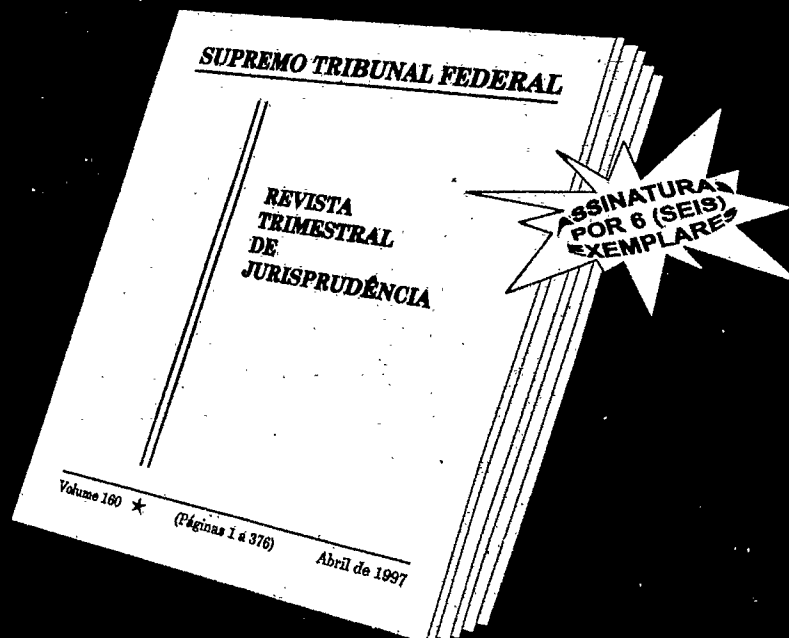 SUPREMO TRIBUNAL FEDERAL
REVISTA
TRIMESTRAL
DE
JURISPRUDÊNCIA
ASSINATURAS
POR 6 (SEIS)
EXEMPLARES
Volume 160 ★ (Páginas 1 a 376) Abril de 1997